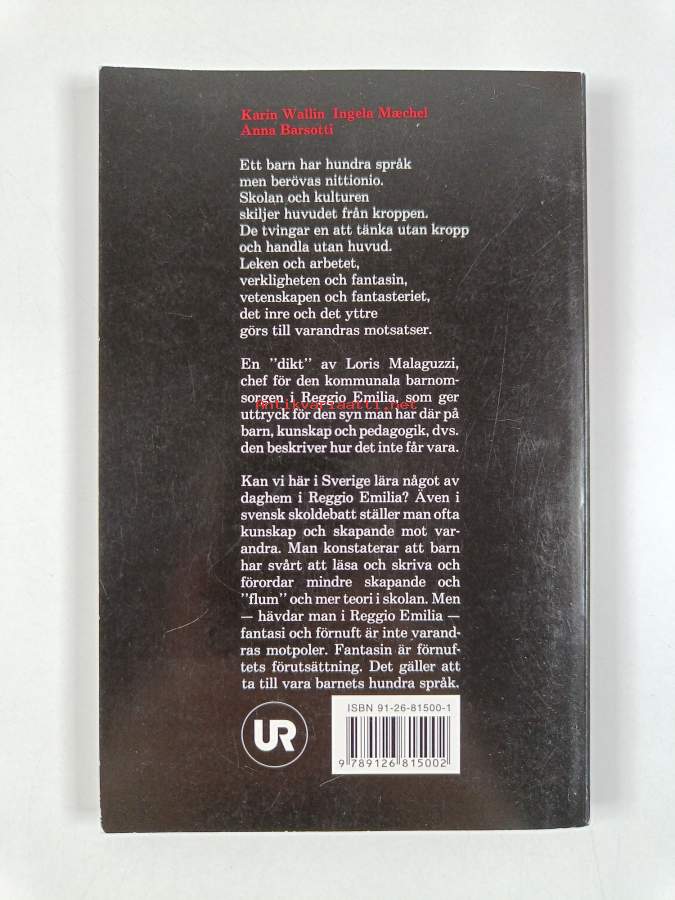 Karin Wallin Ingela Mæchel
Anna Barsotti
Ett barn har hundra språk
men berövas nittionio.
Skolan och kulturen
skiljer huvudet från kroppen.
De tvingar en att tänka utan kropp
och handla utan huvud.
Leken och arbetet,
verkligheten och fantasin,
vetenskapen och fantasteriet,
det inre och det yttre
görs till varandras motsatser.
En "dikt" av Loris Malaguzzi,
chef för den kommunala barnom-
sorgen i Reggio Emilia, som ger
Antikvariaatti.net
uttryck för den syn man har där på
barn, kunskap och pedagogik, dvs.
den beskriver hur det inte får vara.
Kan vi här i Sverige lära något av
daghem i Reggio Emilia? Även i
svensk skoldebatt ställer man ofta
kunskap och skapande mot var-
andra. Man konstaterar att barn
har svårt att läsa och skriva och
förordar mindre skapande och
"flum" och mer teori i skolan. Men
— hävdar man i Reggio Emilia —
fantasi och förnuft är inte varand-
ras motpoler. Fantasin är förnuf-
tets förutsättning. Det gäller att
ta till vara barnets hundra språk.
ISBN 91-26-81500-1
UR
9 789126 815002